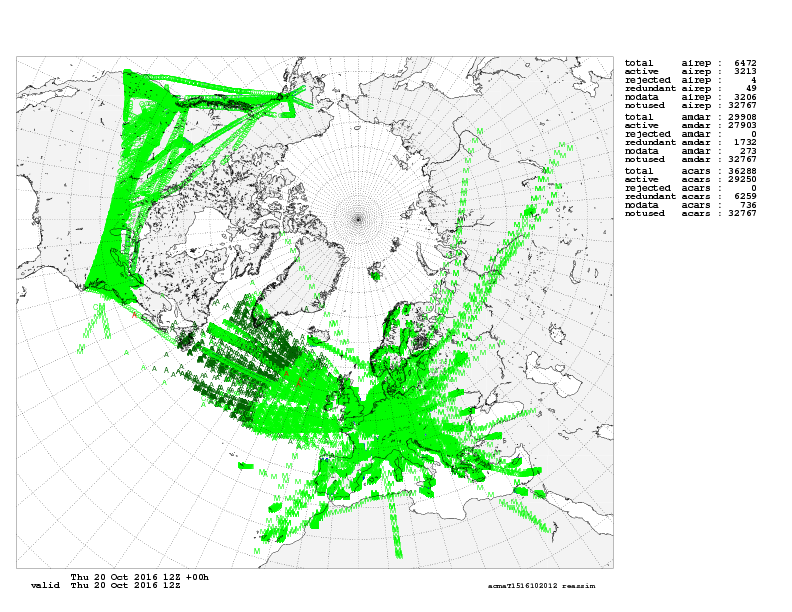 total airep : 6472
active airep : 3213
rejected airep : 4
redundant airep : 49
nodata airep : 3206
notused airep : 32767
total amdar : 29908
active amdar : 27903
rejected amdar : 0
redundant amdar : 1732
nodata amdar : 273
notused amdar : 32767
total acars : 36288
active acars : 29250
rejected acars : 0
redundant acars : 6259
nodata acars : 736
notused acars : 32767
Thu 20 Oct 2016 12Z +00h
valid Thu 20 Oct 2016 12Z